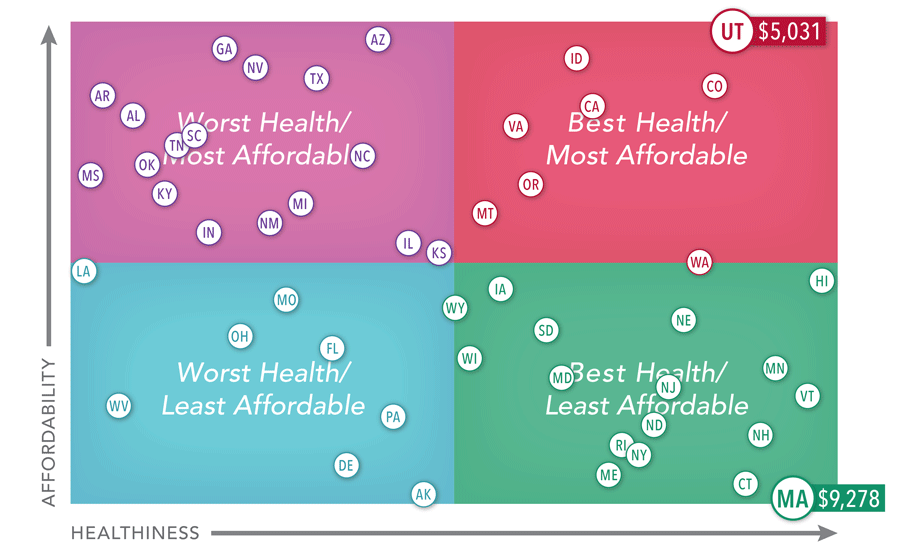 UT $5,031
AZ
GA
ID
NV
TX
CO
AR
CA
AL
VA
Worst Health/
Most Affordable
Best Health/
Most Affordable
SC
TN
NC
OK
MS
OR
KY
MI
MT
NM
IN
IL
KS
WA
LA
HI
IA
MO
WY
NE
SD
OH
FL
WI
MN
Worst Health/
Least Affordable
Best Health/
Least Affordable
MD
NJ
VT
WV
PA
ND
NH
RI
NY
DE
ME
CT
AK
MA $9,278
AFFORDABILITY
HEALTHINESS